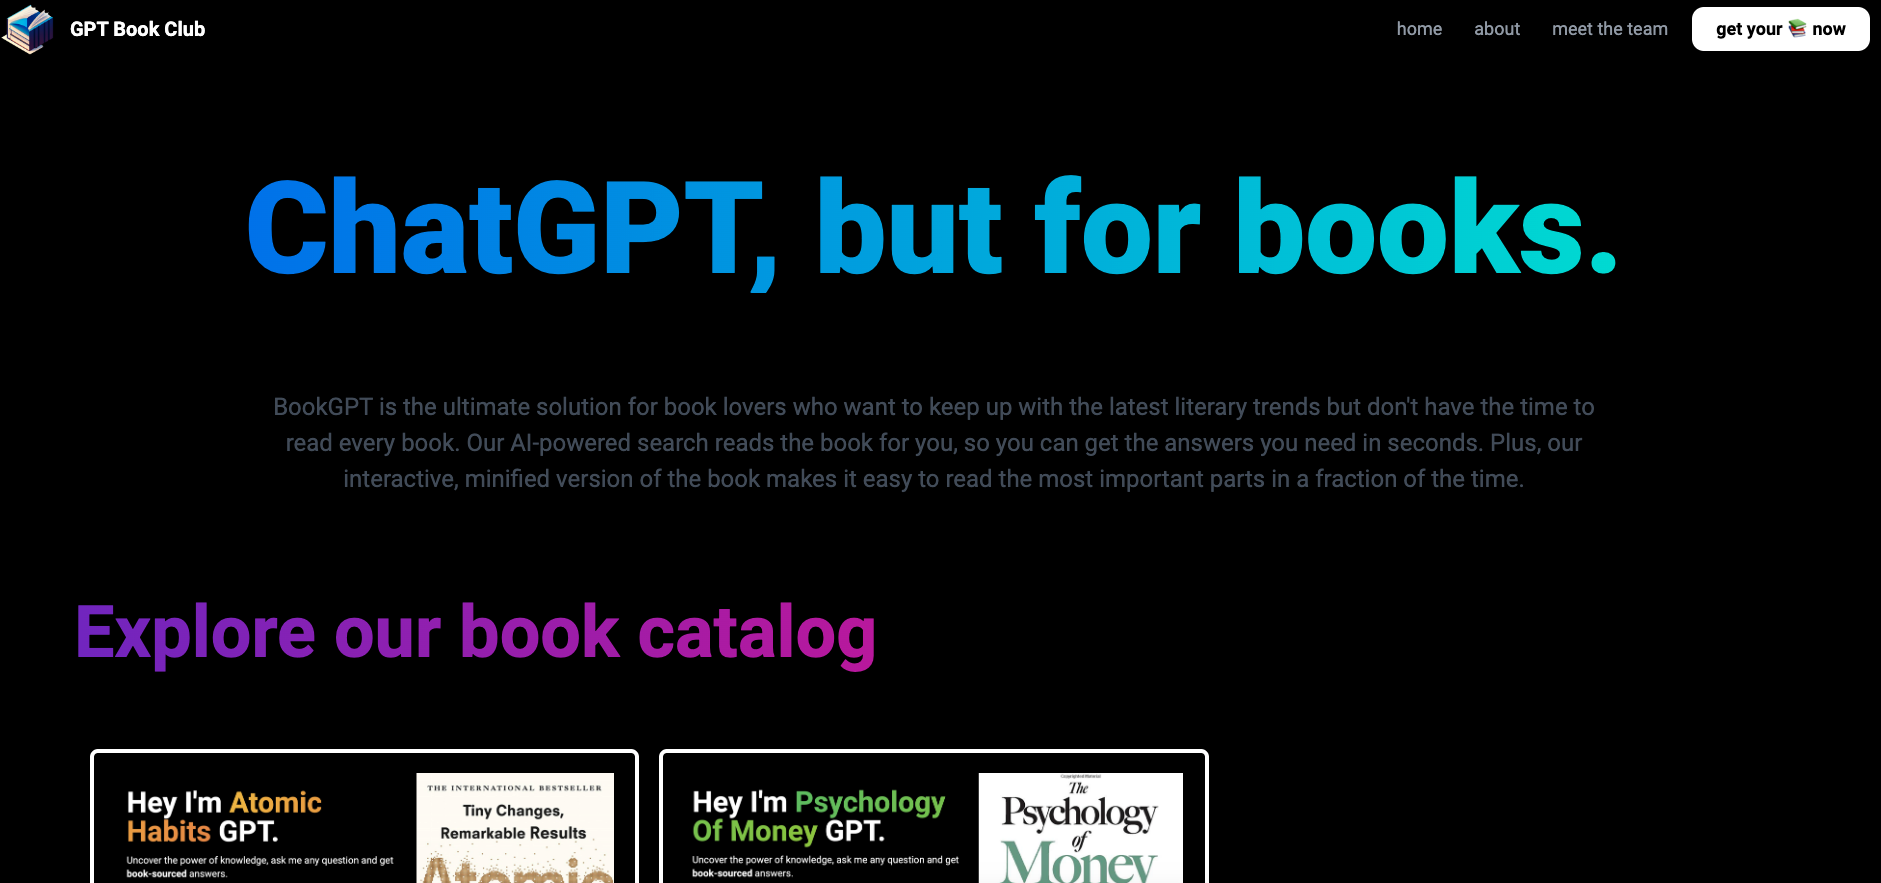 GPT Book Club
home
about
meet the team
get your 📚 now
ChatGPT, but for books.
BookGPT is the ultimate solution for book lovers who want to keep up with the latest literary trends but don't have the time to
read every book. Our AI-powered search reads the book for you, so you can get the answers you need in seconds. Plus, our
interactive, minified version of the book makes it easy to read the most important parts in a fraction of the time.
Explore our book catalog
Hey I'm Atomic
Habits GPT.
Uncover the power of knowledge, ask me any question and get
book-sourced answers.
THE INTERNATIONAL BESTSELLER
Tiny Changes,
Remarkable Results
Atomic
Hey I'm Psychology
Of Money GPT.
Uncover the power of knowledge, ask me any question and get
book-sourced answers.
Copyrighted Material
The
Psychology
of
Money